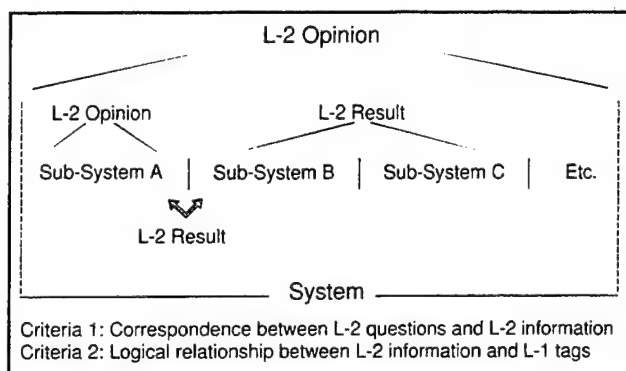 L-2 Opinion
L-2 Opinion L-2 Result
Sub-System A | Sub-System B | Sub-System C | Etc.
L-2 Result
System
Criteria 1: Correspondence between L-2 questions and L-2 information
Criteria 2: Logical relationship between L-2 information and L-1 tags